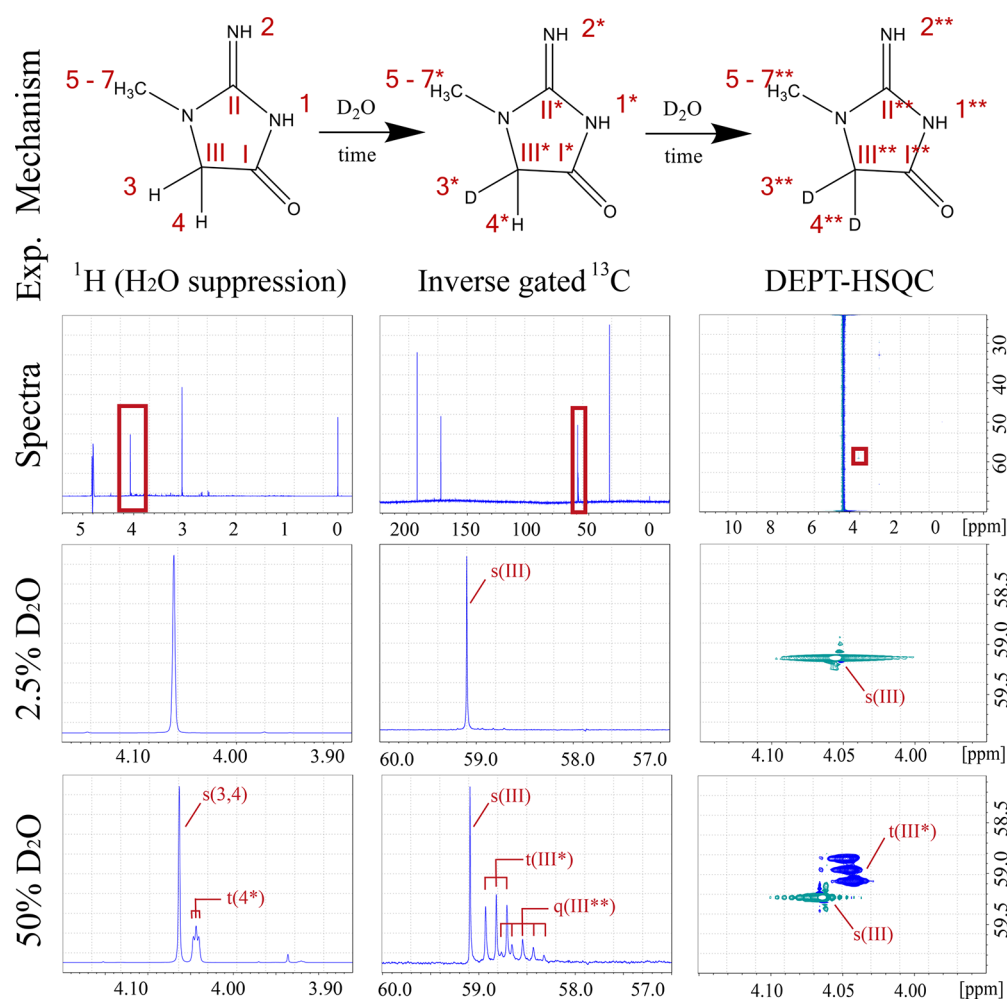 Mechanism
NH 2
5 - 7 H₃C
N
II
NH 1
III I
3 H
4 H
O
D₂O
time
NH 2*
5 - 7* H₃C
N
II*
NH 1*
III* I*
3* D
4* H
O
D₂O
time
NH 2**
5 - 7** H₃C
N
II**
NH 1**
III** I**
3** D
4** D
O
Exp.
¹H (H₂O suppression)
Inverse gated ¹³C
DEPT-HSQC
Spectra
5 4 3 2 1 0
200 150 100 50 0
30
40
50
60
10 8 6 4 2 0 [ppm]
2.5% D₂O
4.10 4.00 3.90
s(III)
60.0 59.0 58.0 57.0
s(III)
58.5
59.0
59.5
4.10 4.05 4.00 [ppm]
50% D₂O
s(3,4)
t(4*)
4.10 4.00 3.90
s(III)
t(III*)
q(III**)
60.0 59.0 58.0 57.0
t(III*)
s(III)
58.5
59.0
59.5
4.10 4.05 4.00 [ppm]